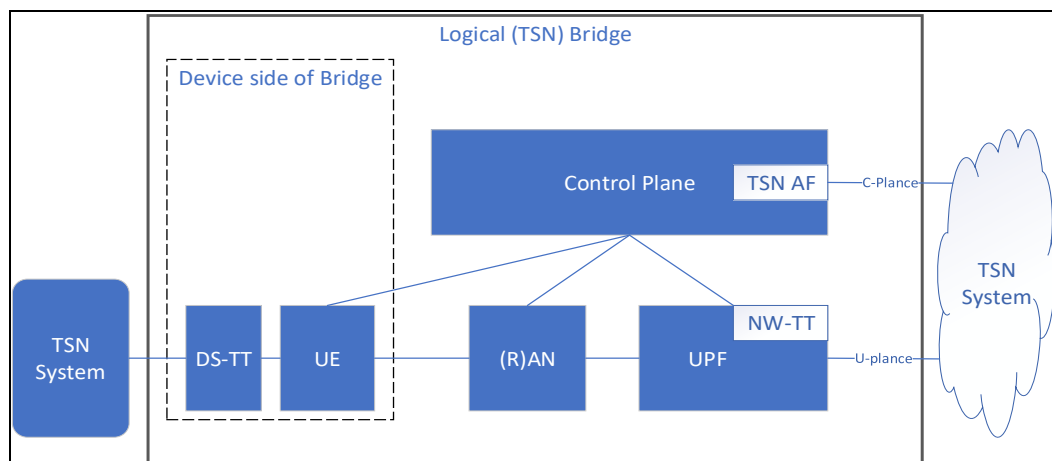 Logical (TSN) Bridge
Device side of Bridge
Control Plane
TSN AF
C-Plance
TSN
System
NW-TT
TSN
System
DS-TT
UE
(R)AN
UPF
U-plance